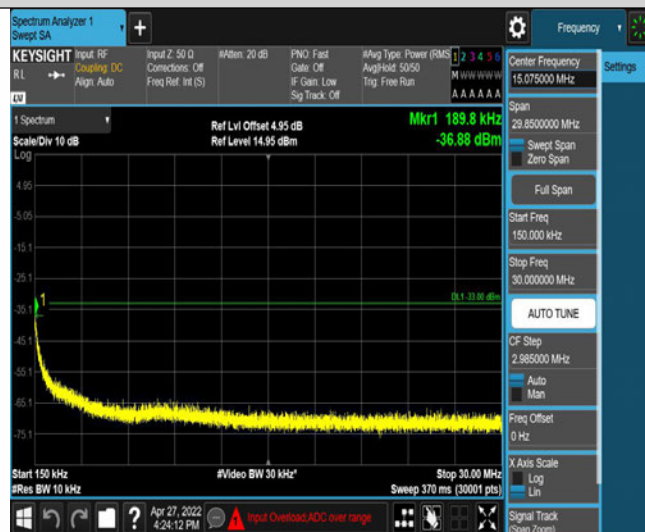 Spectrum Analyzer 1
Swept SA
+
Frequency
KEYSIGHT
RL
Input: RF
Coupling: DC
Align: Auto
Input Z: 50 Ω
Corrections: Off
Freq Ref: Int (S)
#Atten: 20 dB
PNO: Fast
Gate: Off
IF Gain: Low
Sig Track: Off
#Avg Type: Power (RMS
Avg|Hold: 50/50
Trig: Free Run
1 2 3 4 5 6
M W W W W W
A A A A A A
LXI
1 Spectrum
Scale/Div 10 dB
Log
Ref Lvl Offset 4.95 dB
Ref Level 14.95 dBm
Mkr1 189.8 kHz
-36.88 dBm
4.95
-5.05
-15.1
-25.1
-35.1
-45.1
-55.1
-65.1
-75.1
1
DL1 -33.00 dBm
Start 150 kHz
#Res BW 10 kHz
#Video BW 30 kHz*
Stop 30.00 MHz
Sweep 370 ms (30001 pts)
Center Frequency
15.075000 MHz
Settings
Span
29.8500000 MHz
Swept Span
Zero Span
Full Span
Start Freq
150.000 kHz
Stop Freq
30.000000 MHz
AUTO TUNE
CF Step
2.985000 MHz
Auto
Man
Freq Offset
0 Hz
X Axis Scale
Log
Lin
Signal Track
(Span Zoom)
?
Apr 27, 2022
4:24:12 PM
Input Overload;ADC over range